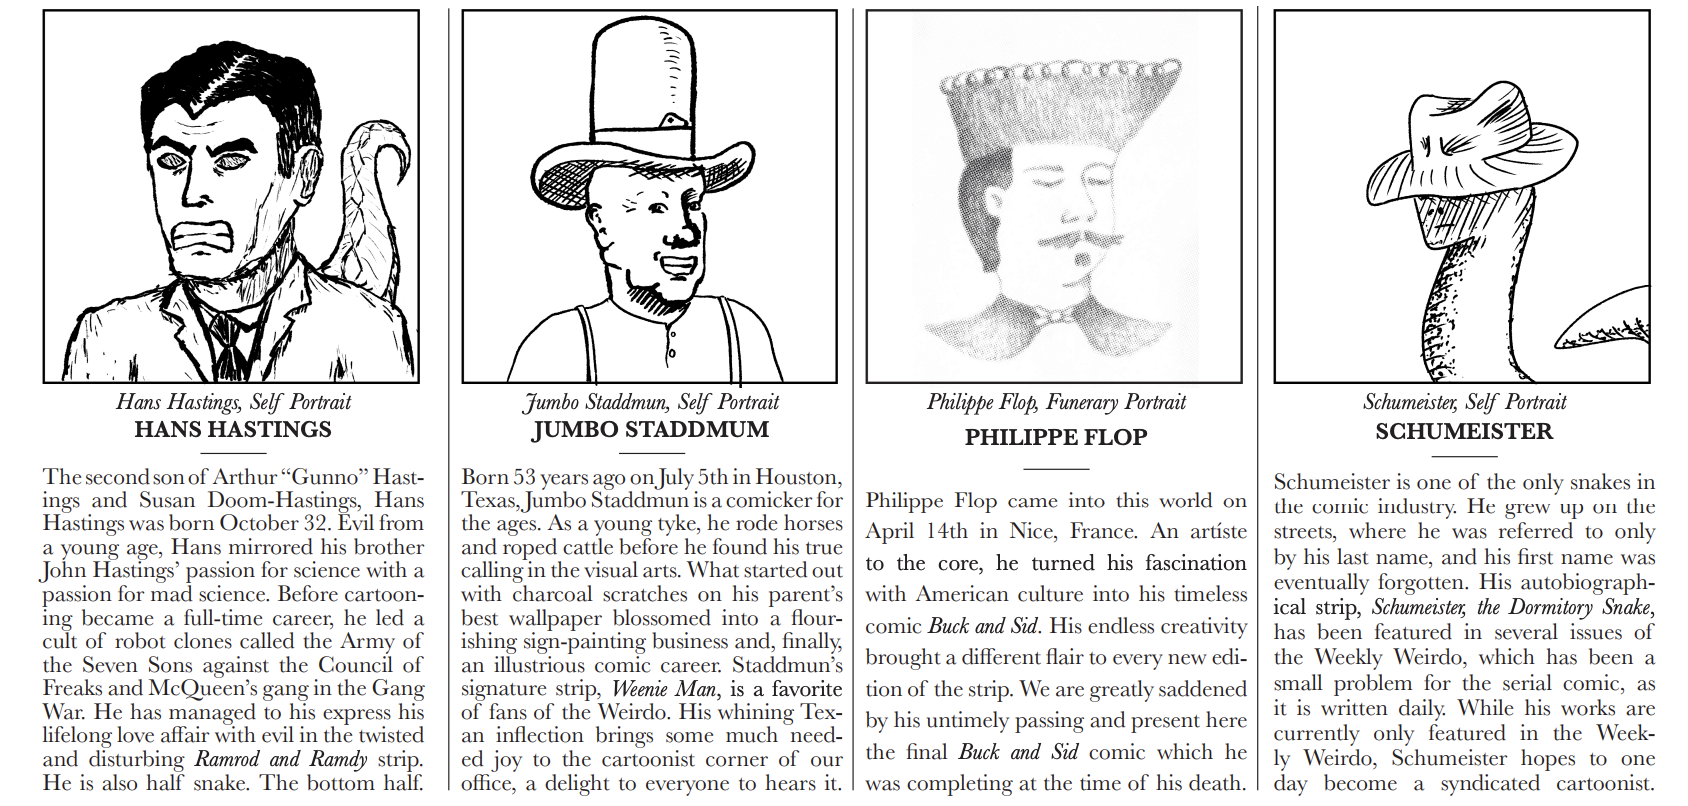 Hans Hastings, Self Portrait
HANS HASTINGS
The second son of Arthur “Gunno” Hast-
ings and Susan Doom-Hastings, Hans
Hastings was born October 32. Evil from
a young age, Hans mirrored his brother
John Hastings’ passion for science with a
passion for mad science. Before cartoon-
ing became a full-time career, he led a
cult of robot clones called the Army of
the Seven Sons against the Council of
Freaks and McQueen’s gang in the Gang
War. He has managed to his express his
lifelong love affair with evil in the twisted
and disturbing Ramrod and Ramdy strip.
He is also half snake. The bottom half.
Jumbo Staddmun, Self Portrait
JUMBO STADDMUM
Born 53 years ago on July 5th in Houston,
Texas, Jumbo Staddmun is a comicker for
the ages. As a young tyke, he rode horses
and roped cattle before he found his true
calling in the visual arts. What started out
with charcoal scratches on his parent’s
best wallpaper blossomed into a flour-
ishing sign-painting business and, finally,
an illustrious comic career. Staddmun’s
signature strip, Weenie Man, is a favorite
of fans of the Weirdo. His whining Tex-
an inflection brings some much need-
ed joy to the cartoonist corner of our
office, a delight to everyone to hears it.
Philippe Flop, Funerary Portrait
PHILIPPE FLOP
Philippe Flop came into this world on
April 14th in Nice, France. An artíste
to the core, he turned his fascination
with American culture into his timeless
comic Buck and Sid. His endless creativity
brought a different flair to every new edi-
tion of the strip. We are greatly saddened
by his untimely passing and present here
the final Buck and Sid comic which he
was completing at the time of his death.
Schumeister, Self Portrait
SCHUMEISTER
Schumeister is one of the only snakes in
the comic industry. He grew up on the
streets, where he was referred to only
by his last name, and his first name was
eventually forgotten. His autobiograph-
ical strip, Schumeister, the Dormitory Snake,
has been featured in several issues of
the Weekly Weirdo, which has been a
small problem for the serial comic, as
it is written daily. While his works are
currently only featured in the Week-
ly Weirdo, Schumeister hopes to one
day become a syndicated cartoonist.